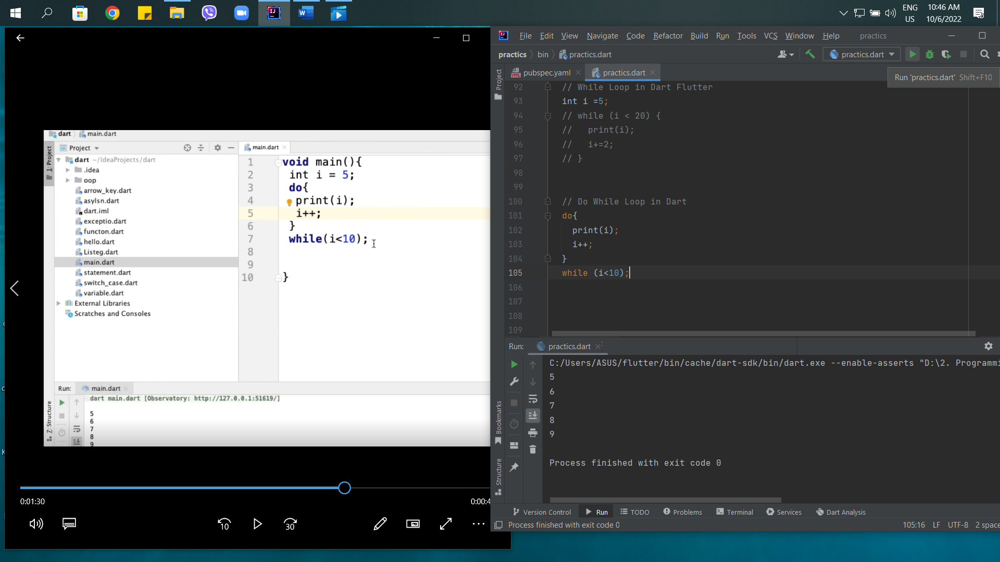 ENG
US
10:46 AM
10/6/2022
dart main.dart
Project
dart ~/IdeaProjects/dart
.idea
oop
arrow_key.dart
asylsn.dart
dart.iml
exceptio.dart
functon.dart
hello.dart
Listeg.dart
main.dart
statement.dart
switch_case.dart
variable.dart
External Libraries
Scratches and Consoles
1: Project
Z: Structure
main.dart
1 void main(){
2 int i = 5;
3 do{
4 print(i);
5 i++;
6 }
7 while(i<10);
8
9
10 }
Run: main.dart
dart main.dart [Observatory: http://127.0.0.1:51619/]
5
6
7
8
9
0:01:30
0:00:4
10
30
File Edit View Navigate Code Refactor Build Run Tools VCS Window Help practics
practics bin practics.dart
practics.dart
pubspec.yaml practics.dart
Run 'practics.dart' Shift+F10
Project
Bookmarks
Structure
92 // While Loop in Dart Flutter
93 int i =5;
94 // while (i < 20) {
95 // print(i);
96 // i+=2;
97 // }
98
99
100 // Do While Loop in Dart
101 do{
102 print(i);
103 i++;
104 }
105 while (i<10);
106
107
108
109
Run: practics.dart
C:/Users/ASUS/flutter/bin/cache/dart-sdk/bin/dart.exe --enable-asserts "D:\2. Programmi
5
6
7
8
9
Process finished with exit code 0
Version Control Run TODO Problems Terminal Services Dart Analysis
Process finished with exit code 0
105:16 LF UTF-8 2 space